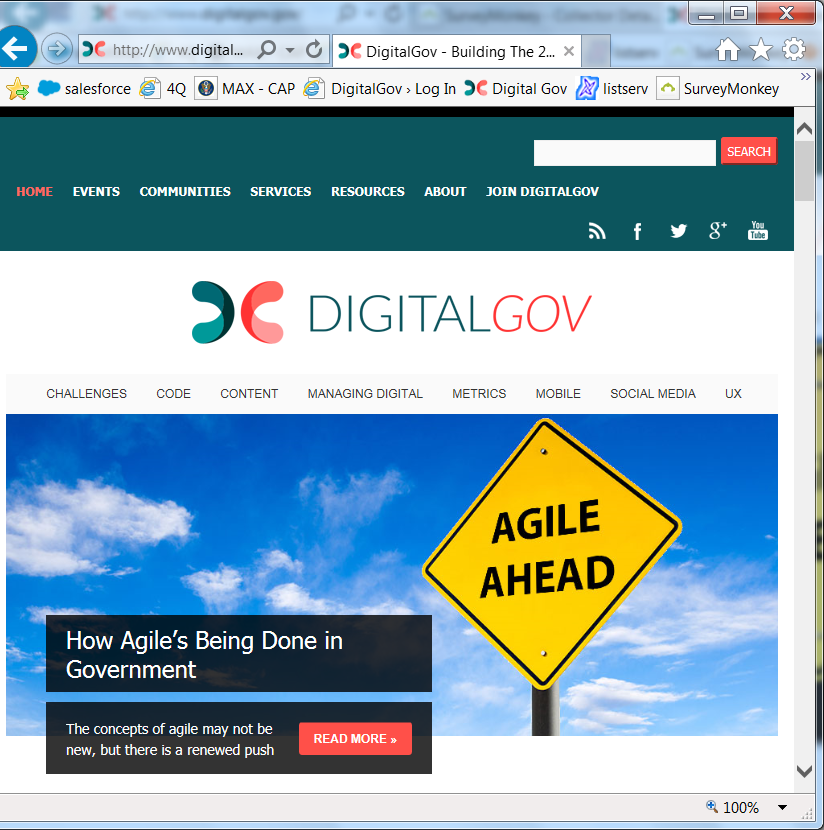 http://www.digital...
DigitalGov - Building The 2...
salesforce 4Q MAX - CAP DigitalGov › Log In Digital Gov listserv SurveyMonkey
SEARCH
HOME EVENTS COMMUNITIES SERVICES RESOURCES ABOUT JOIN DIGITALGOV
You
Tube
DIGITALGOV
CHALLENGES CODE CONTENT MANAGING DIGITAL METRICS MOBILE SOCIAL MEDIA UX
AGILE
AHEAD
How Agile’s Being Done in
Government
The concepts of agile may not be
new, but there is a renewed push
READ MORE »
100%